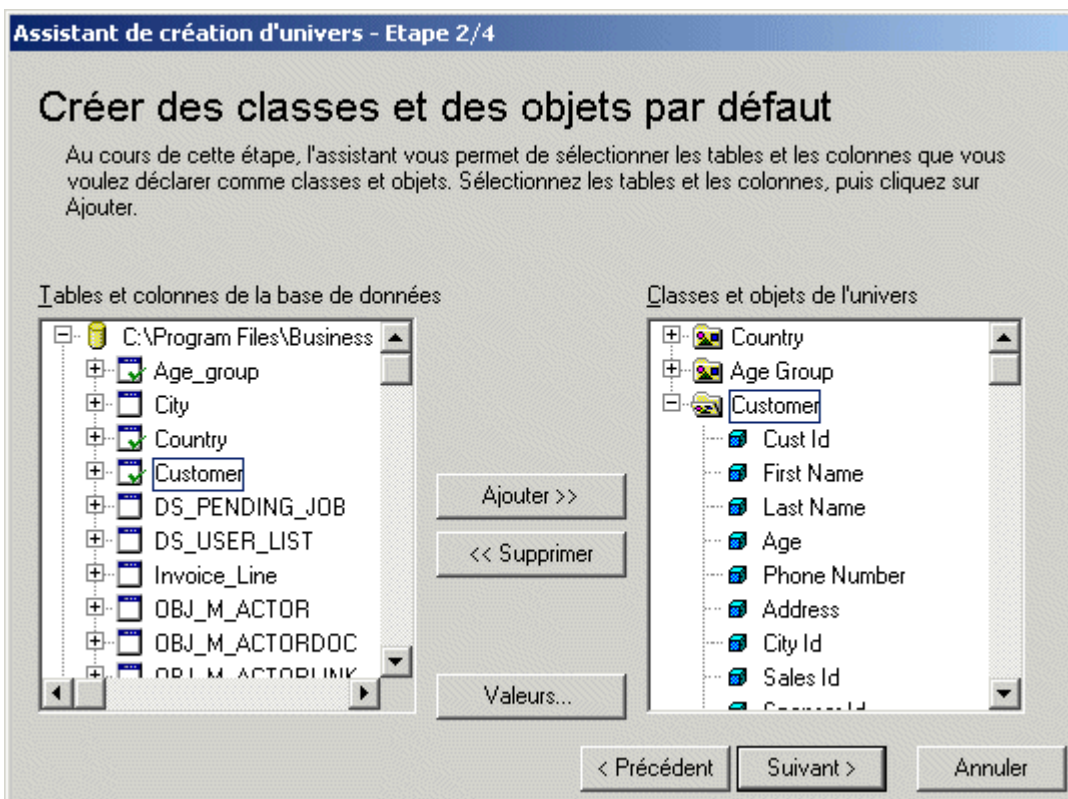 Assistant de création d'univers - Etape 2/4
Créer des classes et des objets par défaut
Au cours de cette étape, l'assistant vous permet de sélectionner les tables et les colonnes que vous
voulez déclarer comme classes et objets. Sélectionnez les tables et les colonnes, puis cliquez sur
Ajouter.
Tables et colonnes de la base de données
C:\Program Files\Business
Age_group
City
Country
Customer
DS_PENDING_JOB
DS_USER_LIST
Invoice_Line
OBJ_M_ACTOR
OBJ_M_ACTORDOC
OBJ_M_ACTORLINK
Ajouter >>
<< Supprimer
Valeurs...
Classes et objets de l'univers
Country
Age Group
Customer
Cust Id
First Name
Last Name
Age
Phone Number
Address
City Id
Sales Id
< Précédent
Suivant >
Annuler